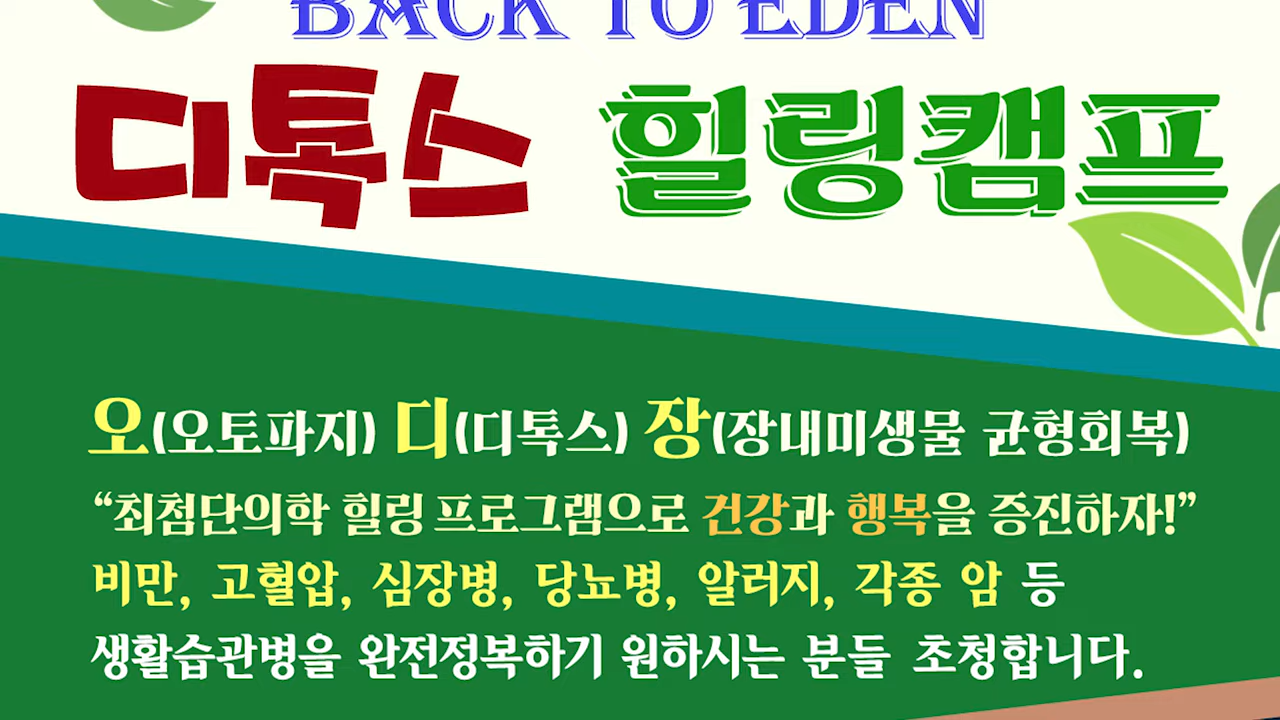 BACK TO EDEN
디톡스 힐링캠프
오(오토파지) 디(디톡스) 장(장내미생물 균형회복)
“최첨단의학 힐링 프로그램으로 건강과 행복을 증진하자!”
비만, 고혈압, 심장병, 당뇨병, 알러지, 각종 암 등
생활습관병을 완전정복하기 원하시는 분들 초청합니다.